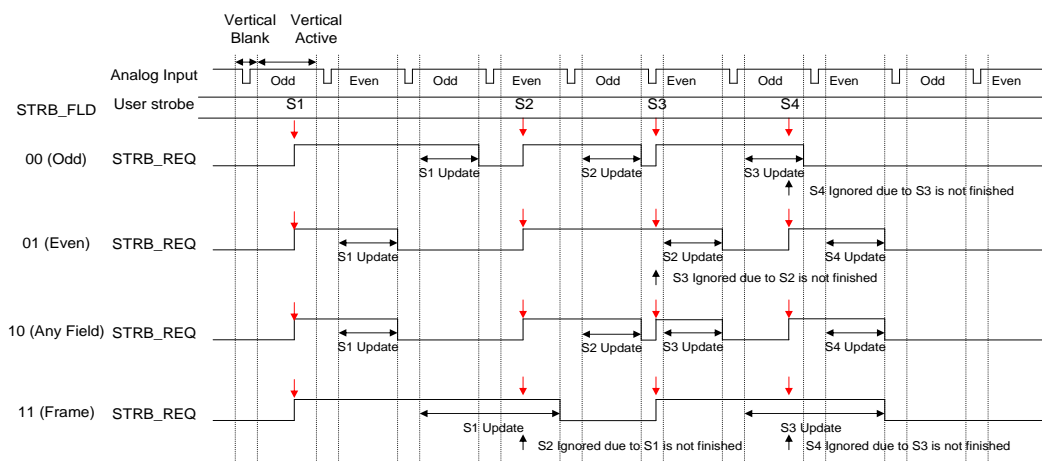 Vertical Blank
Vertical Active
Analog Input Odd Even Odd Even Odd Even Odd Even Odd Even
STRB_FLD User strobe S1 S2 S3 S4
00 (Odd) STRB_REQ
S1 Update S2 Update S3 Update
S4 Ignored due to S3 is not finished
01 (Even) STRB_REQ
S1 Update S2 Update S4 Update
S3 Ignored due to S2 is not finished
10 (Any Field) STRB_REQ
S1 Update S2 Update S3 Update S4 Update
11 (Frame) STRB_REQ
S1 Update S3 Update
S2 Ignored due to S1 is not finished S4 Ignored due to S3 is not finished